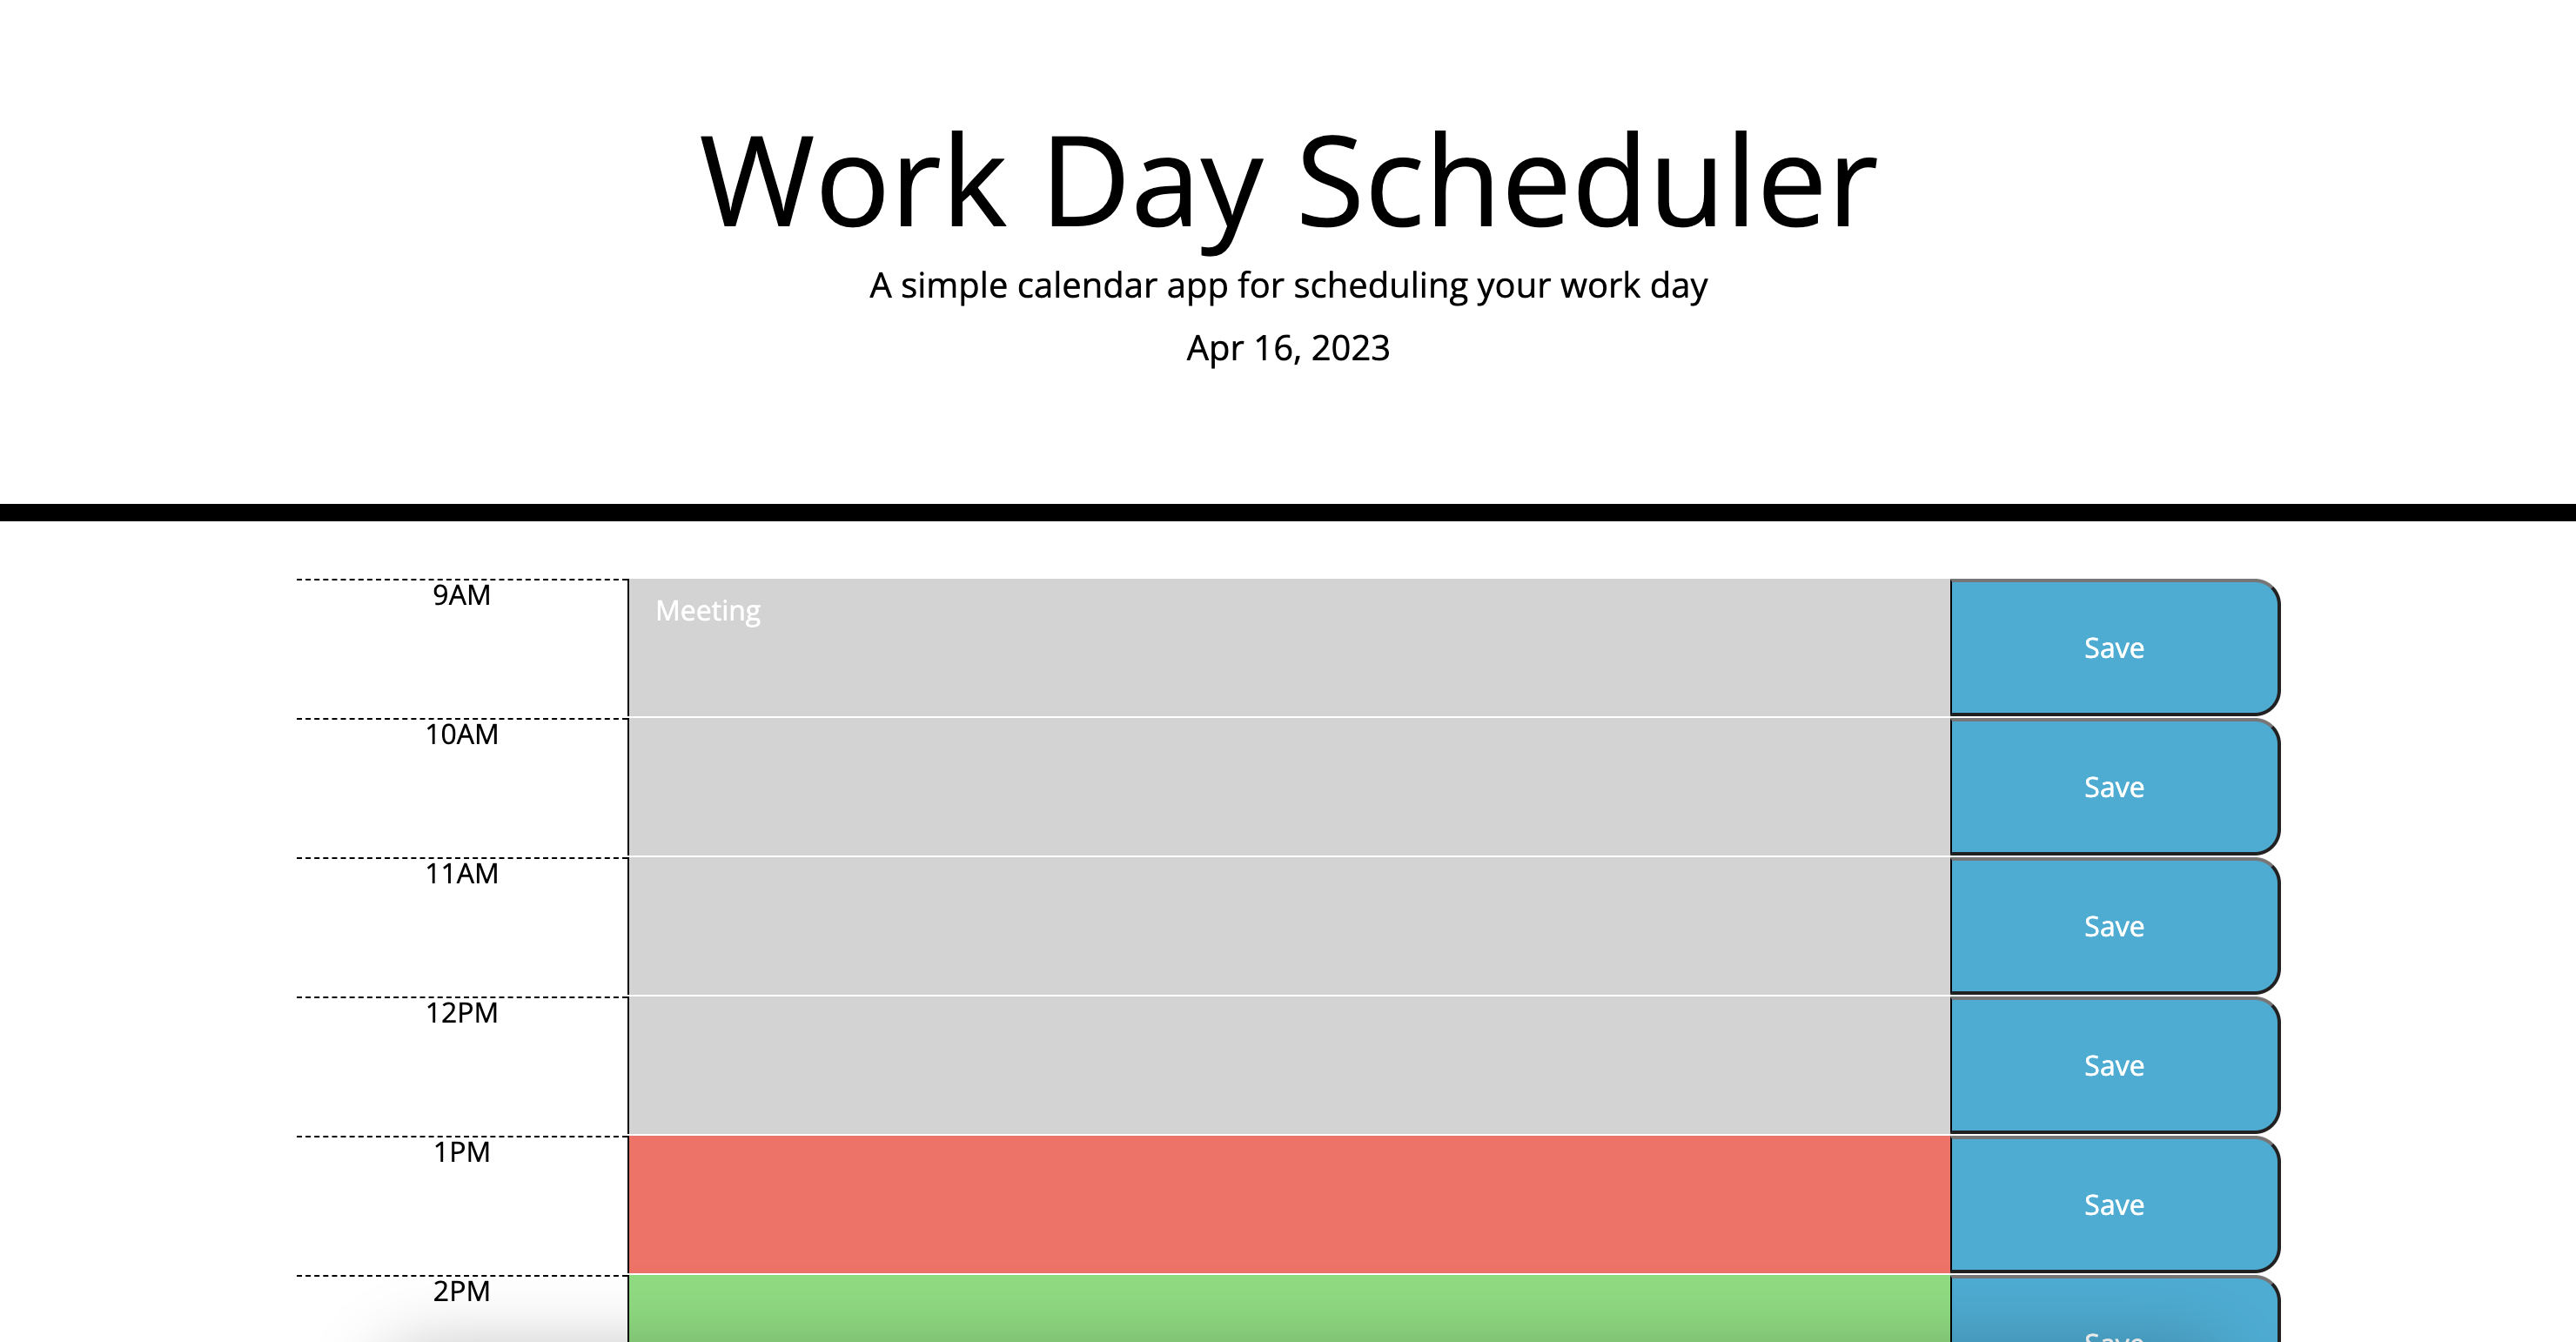 Work Day Scheduler
A simple calendar app for scheduling your work day
Apr 16, 2023
9AM
Meeting
Save
10AM
Save
11AM
Save
12PM
Save
1PM
Save
2PM
Save